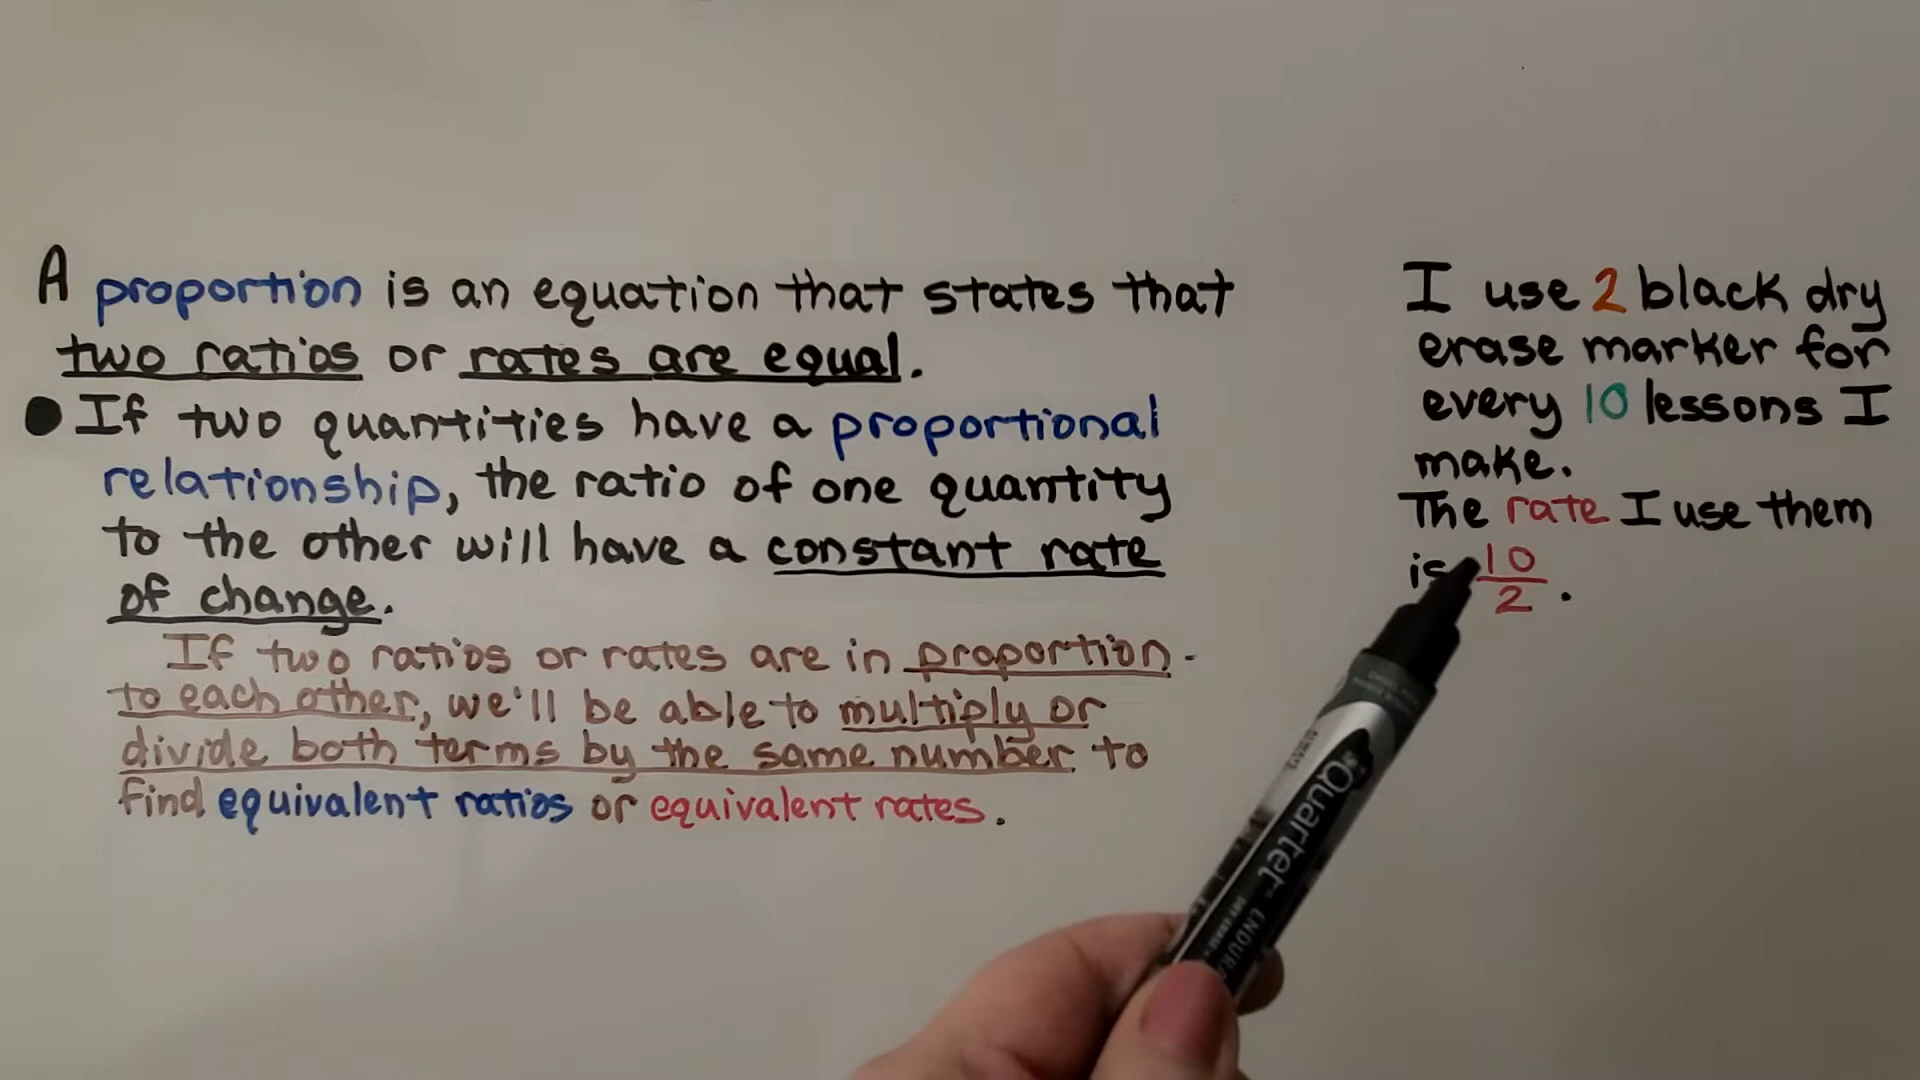 A proportion is an equation that states that
two ratios or rates are equal.
● If two quantities have a proportional
relationship, the ratio of one quantity
to the other will have a constant rate
of change.
If two ratios or rates are in proportion
to each other, we'll be able to multiply or
divide both terms by the same number to
find equivalent ratios or equivalent rates.
I use 2 black dry
erase marker for
every 10 lessons I
make.
The rate I use them
is 10/2.
Quartet ENDURA